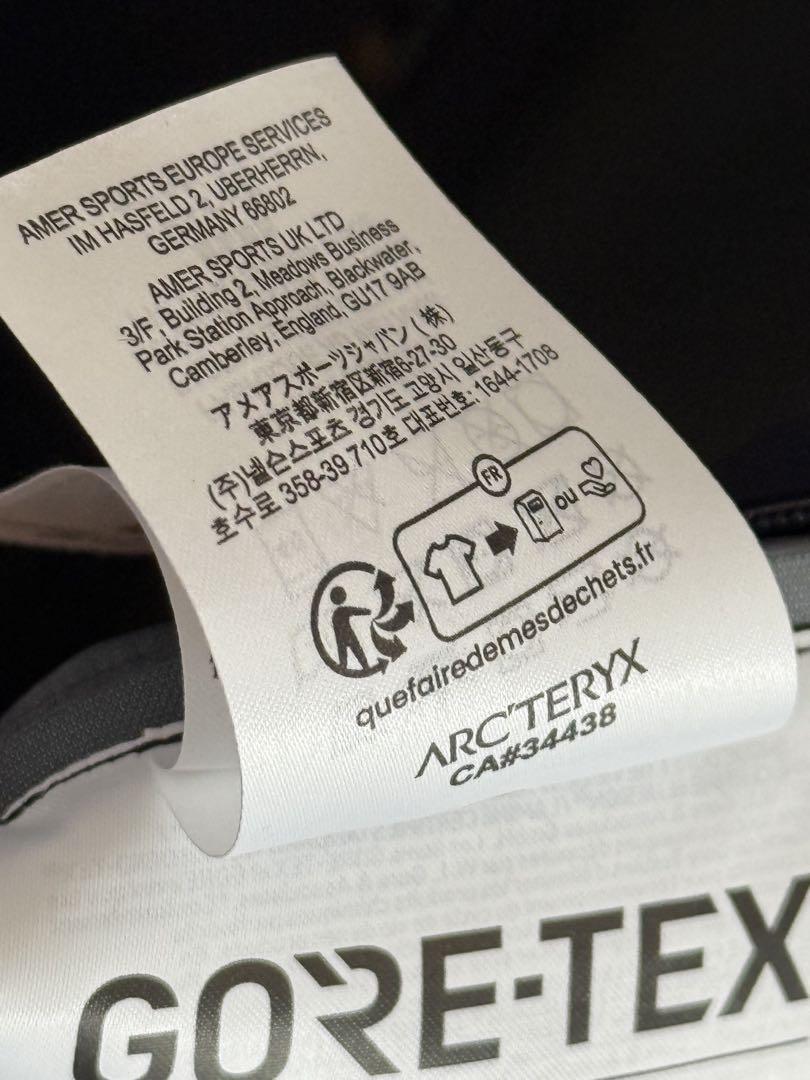 AMER SPORTS EUROPE SERVICES
IM HASFELD 2, UBERHERRN,
GERMANY 66802
AMER SPORTS UK LTD
3/F, Building 2, Meadows Business
Park Station Approach, Blackwater,
Camberley, England, GU17 9AB
アメアスポーツジャパン(株)
東京都新宿区新宿6-27-30
(주)넬슨스포츠 경기도 고양시 일산동구
호수로 358-39 710호 대표번호: 1644-1708
FR
ou
quefairedemesdechets.fr
ARC'TERYX
CA#34438
GORE-TEX